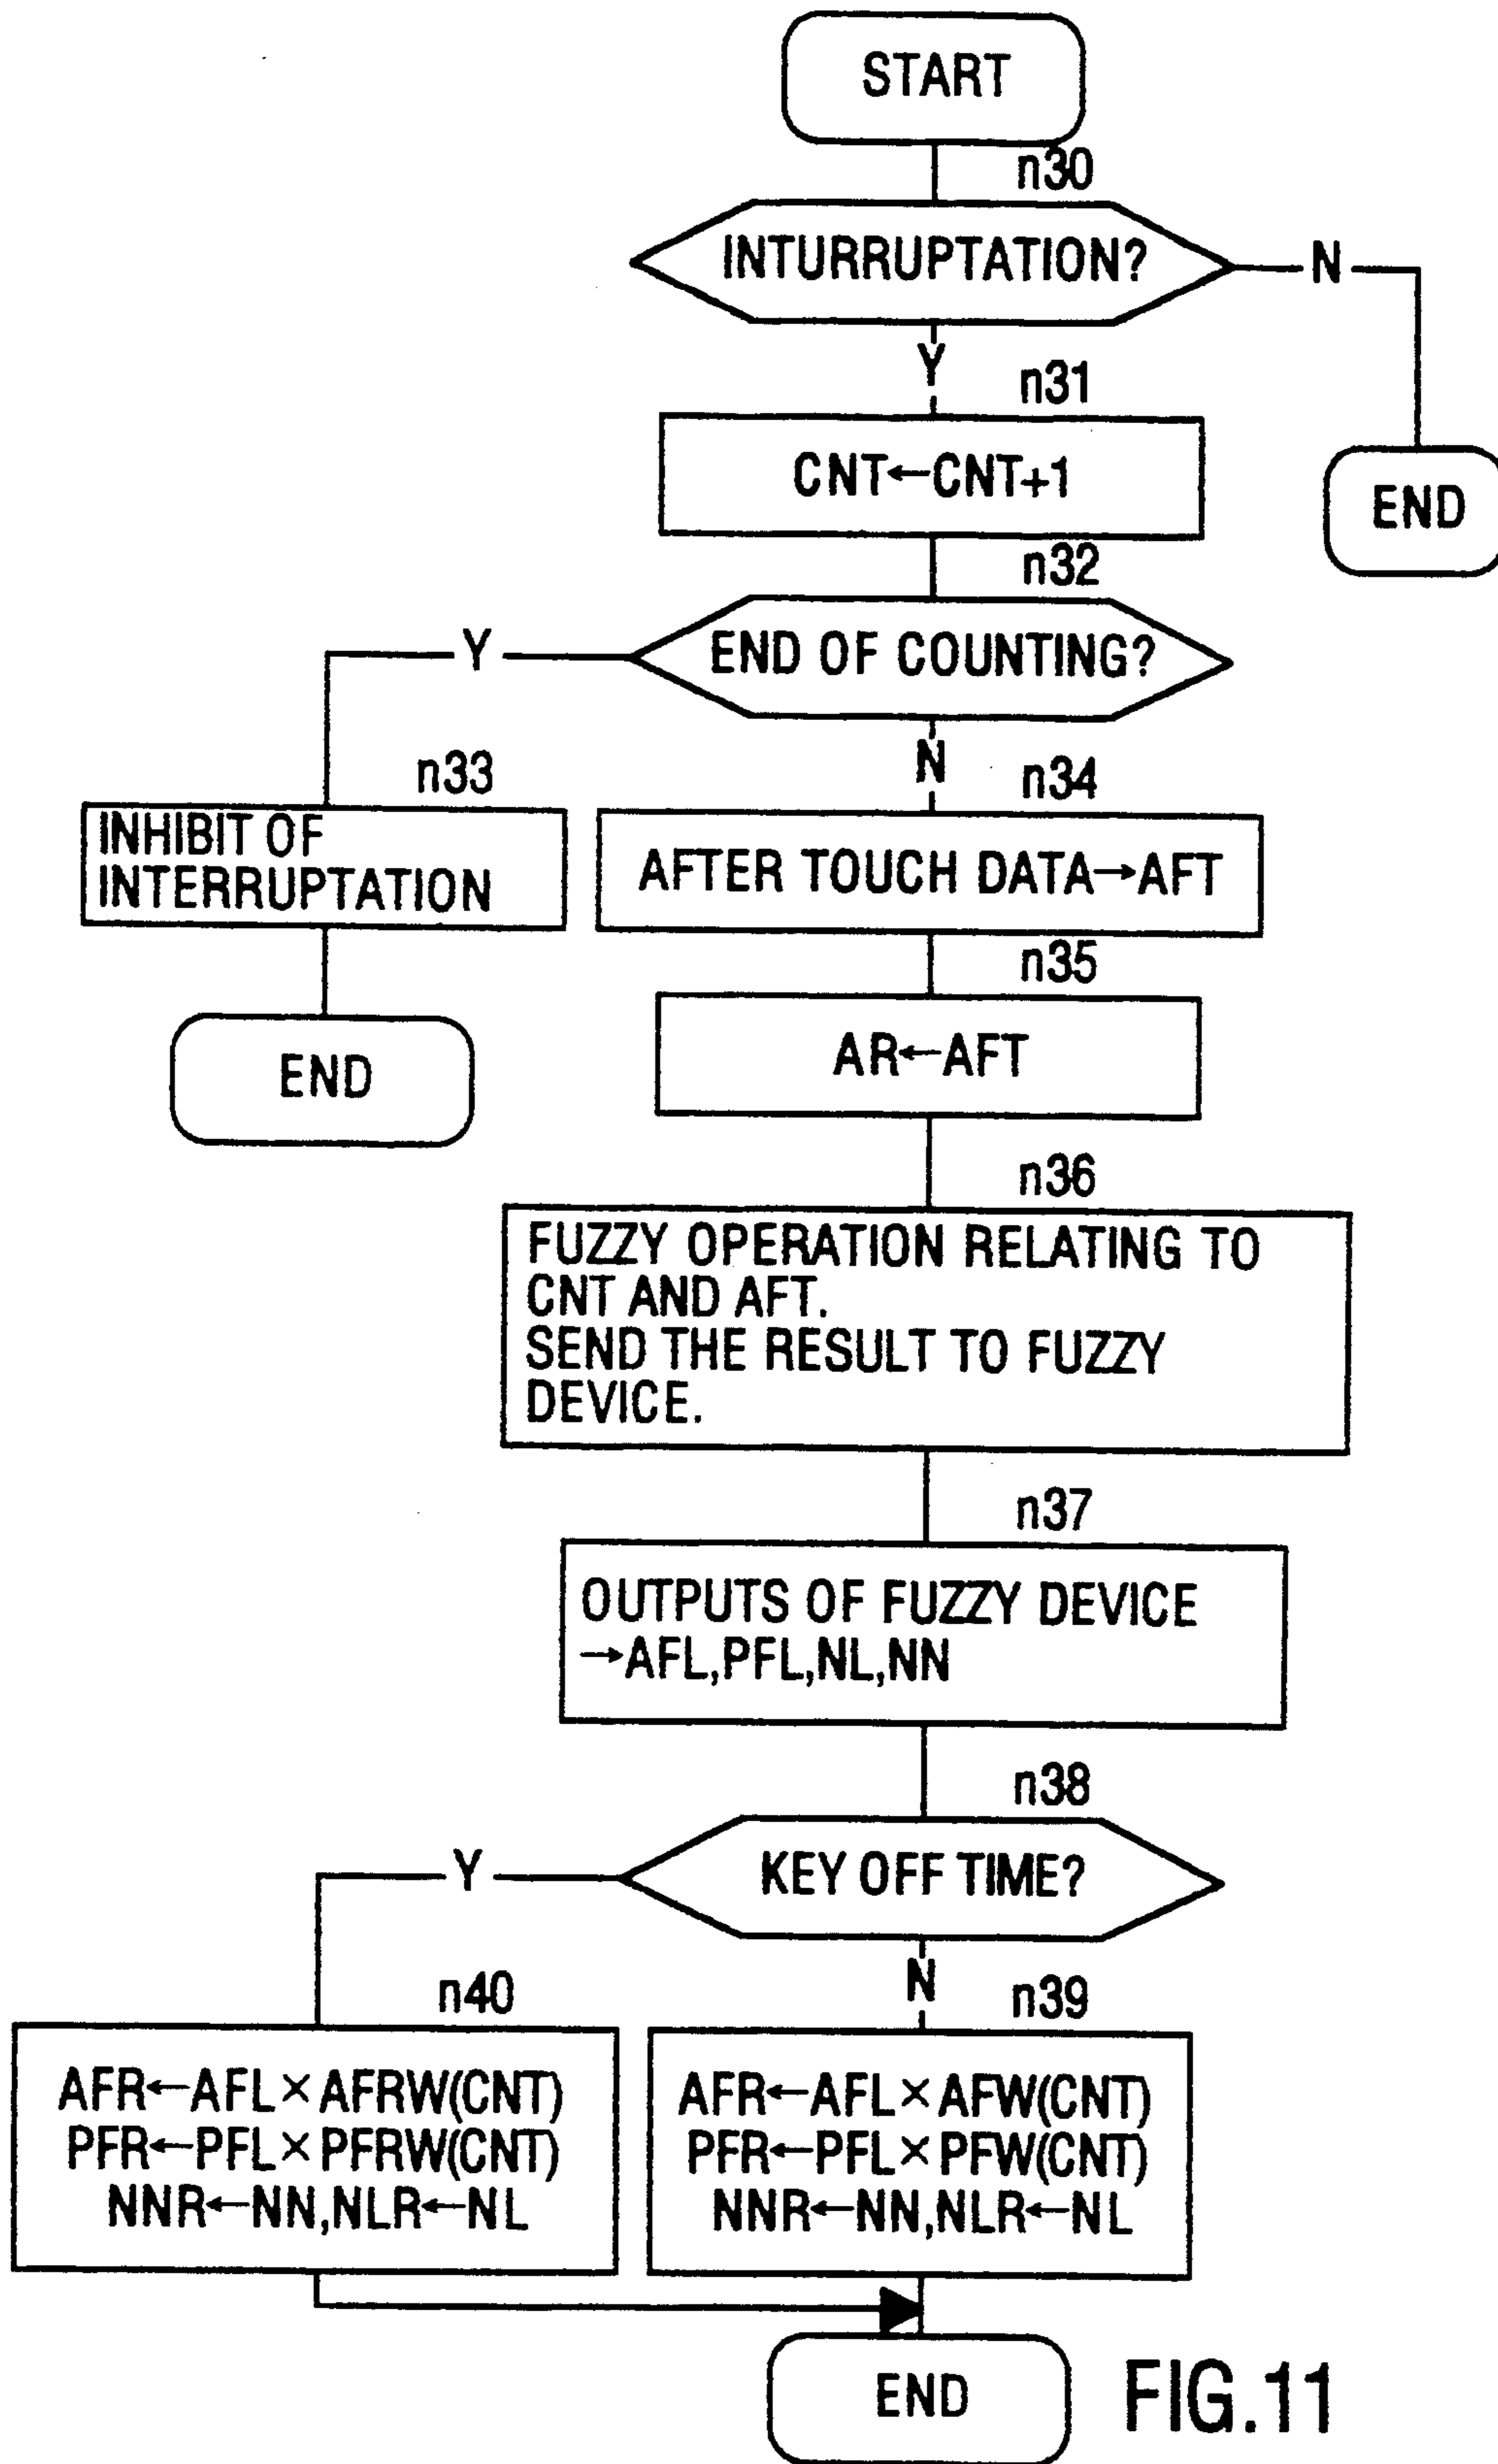 START
n30
INTURRUPTATION?
N
Y
n31
CNT←CNT+1
END
n32
END OF COUNTING?
Y
N
n33
INHIBIT OF
INTERRUPTATION
END
n34
AFTER TOUCH DATA→AFT
n35
AR←AFT
n36
FUZZY OPERATION RELATING TO
CNT AND AFT.
SEND THE RESULT TO FUZZY
DEVICE.
n37
OUTPUTS OF FUZZY DEVICE
→AFL,PFL,NL,NN
n38
KEY OFF TIME?
Y
N
n40
AFR←AFL×AFRW(CNT)
PFR←PFL×PFRW(CNT)
NNR←NN,NLR←NL
n39
AFR←AFL×AFW(CNT)
PFR←PFL×PFW(CNT)
NNR←NN,NLR←NL
END
FIG.11